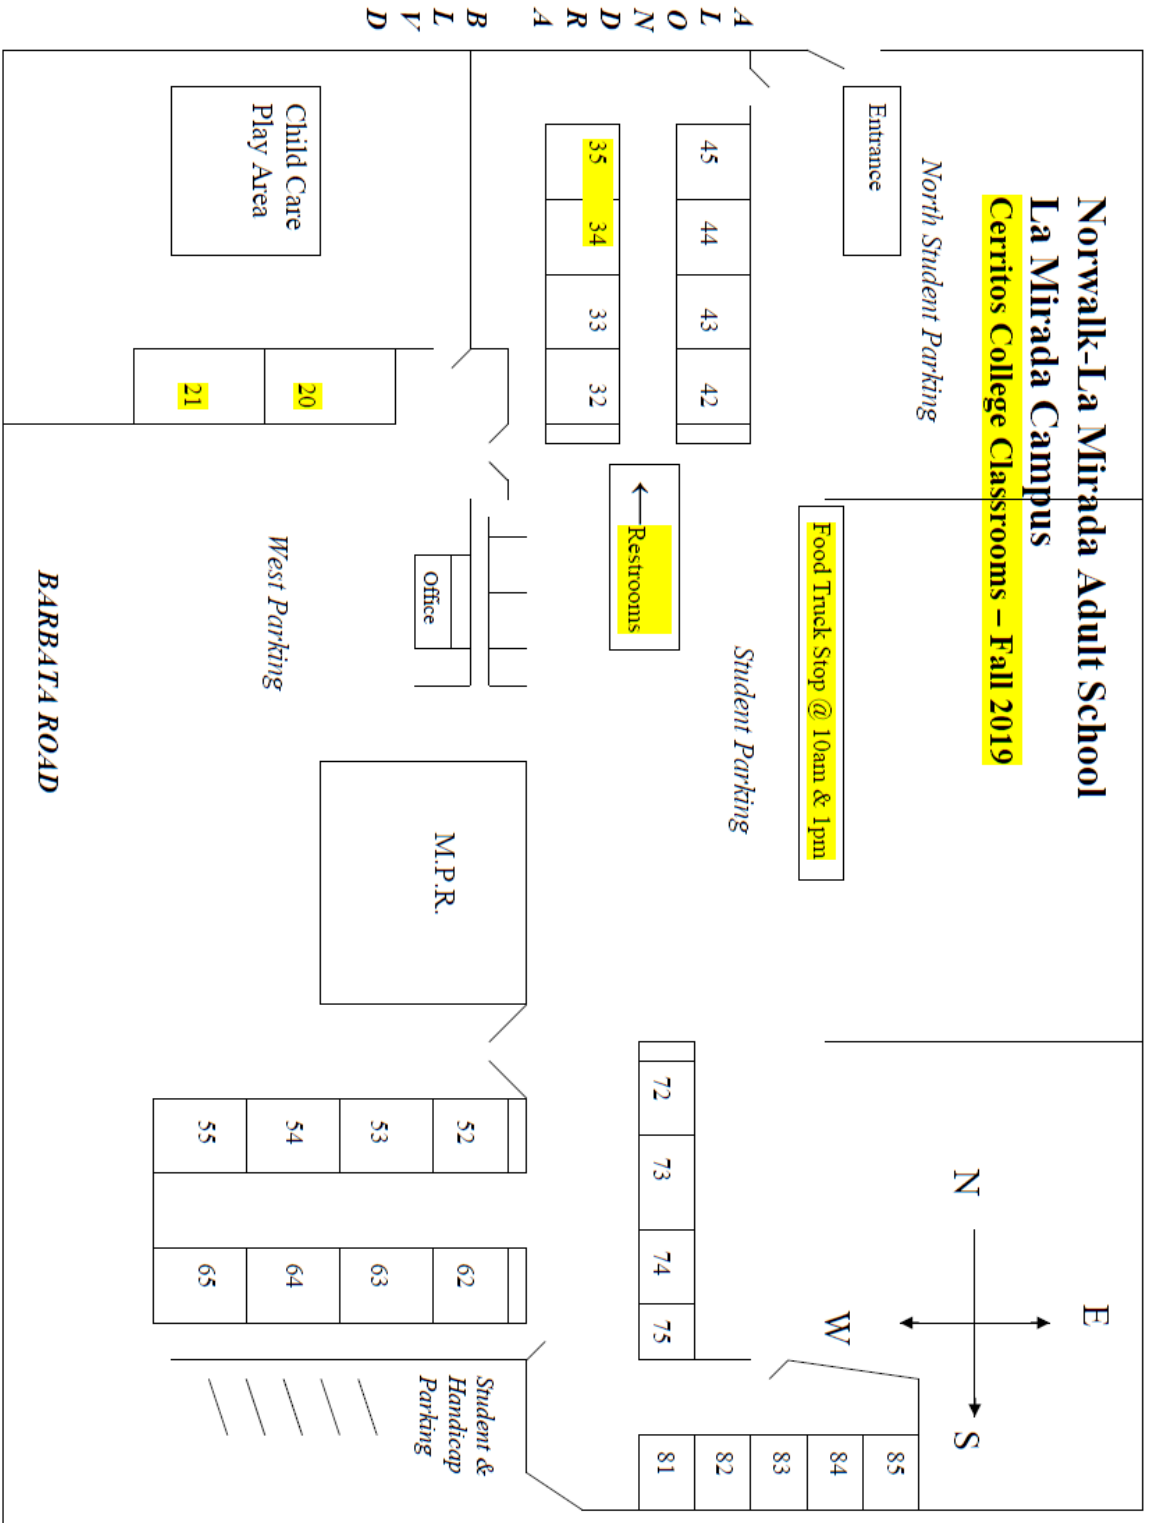 Norwalk-La Mirada Adult School
La Mirada Campus
Cerritos College Classrooms – Fall 2019
North Student Parking
Entrance
Food Truck Stop @ 10am & 1pm
Student Parking
N
E
W
S
A L O N D R A
B L V D
45 44 43 42
35 34 33 32
←Restrooms
72 73 74 75
85
84
83
82
81
Office
M.P.R.
52
53
54
55
62
63
64
65
Student &
Handicap
Parking
Child Care
Play Area
20
21
West Parking
BARBATA ROAD